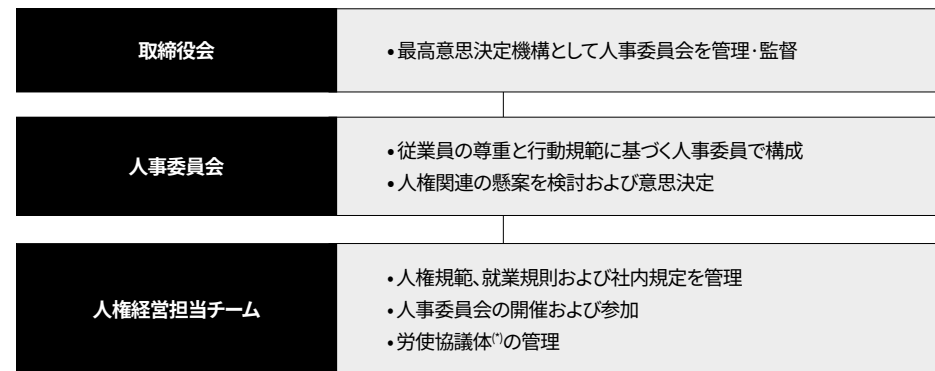 取締役会
•最高意思決定機構として人事委員会を管理·監督
人事委員会
•従業員の尊重と行動規範に基づく人事委員で構成
•人権関連の懸案を検討および意思決定
人権経営担当チーム
•人権規範、就業規則および社内規定を管理
•人事委員会の開催および参加
•労使協議体(*)の管理